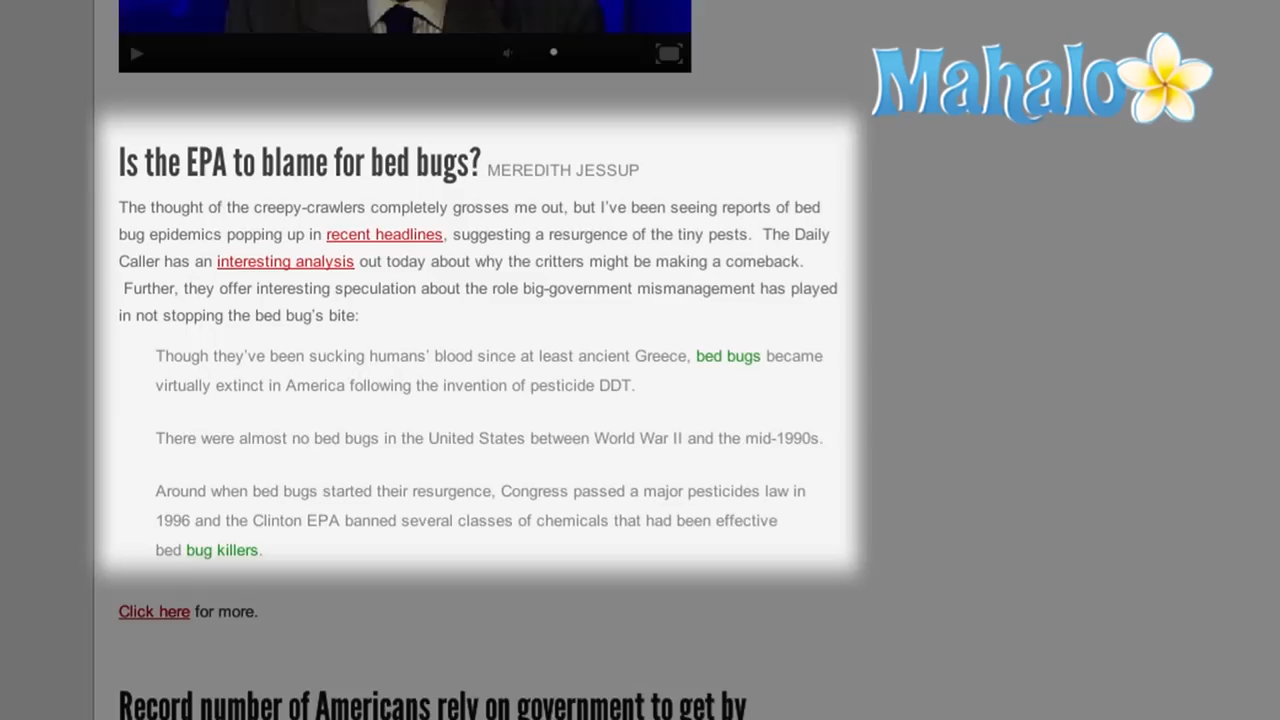 Mahalo
Is the EPA to blame for bed bugs? MEREDITH JESSUP
The thought of the creepy-crawlers completely grosses me out, but I've been seeing reports of bed
bug epidemics popping up in recent headlines, suggesting a resurgence of the tiny pests.  The Daily
Caller has an interesting analysis out today about why the critters might be making a comeback.
Further, they offer interesting speculation about the role big-government mismanagement has played
in not stopping the bed bug's bite:
Though they've been sucking humans' blood since at least ancient Greece, bed bugs became
virtually extinct in America following the invention of pesticide DDT.
There were almost no bed bugs in the United States between World War II and the mid-1990s.
Around when bed bugs started their resurgence, Congress passed a major pesticides law in
1996 and the Clinton EPA banned several classes of chemicals that had been effective
bed bug killers.
Click here for more.
Record number of Americans rely on government to get by